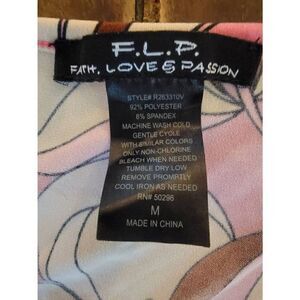 F.L.P.
FAITH, LOVE & PASSION
STYLE# R263310V
92% POLYESTER
8% SPANDEX
MACHINE WASH COLD
GENTLE CYCLE
WITH SIMILAR COLORS
ONLY NON-CHLORINE
BLEACH WHEN NEEDED
TUMBLE DRY LOW
REMOVE PROMPTLY
COOL IRON AS NEEDED
RN# 50296
M
MADE IN CHINA